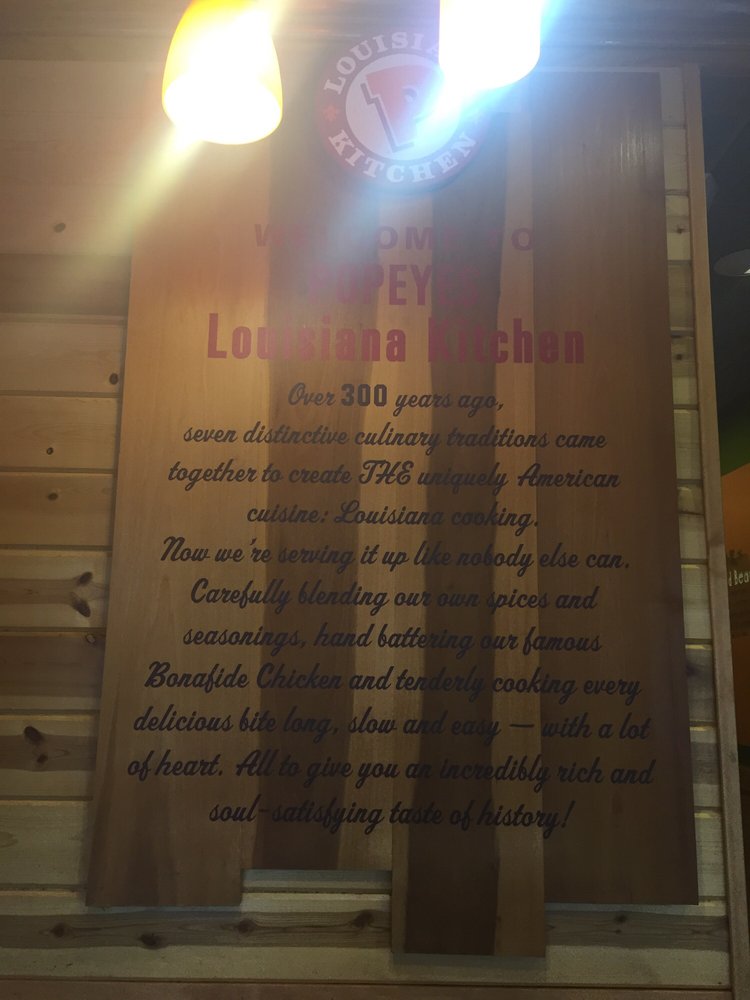 LOUISIANA
KITCHEN
WELCOME TO
POPEYES
Louisiana Kitchen
Over 300 years ago,
seven distinctive culinary traditions came
together to create THE uniquely American
cuisine: Louisiana cooking.
Now we're serving it up like nobody else can.
Carefully blending our own spices and
seasonings, hand battering our famous
Bonafide Chicken and tenderly cooking every
delicious bite long, slow and easy — with a lot
of heart. All to give you an incredibly rich and
soul-satisfying taste of history!